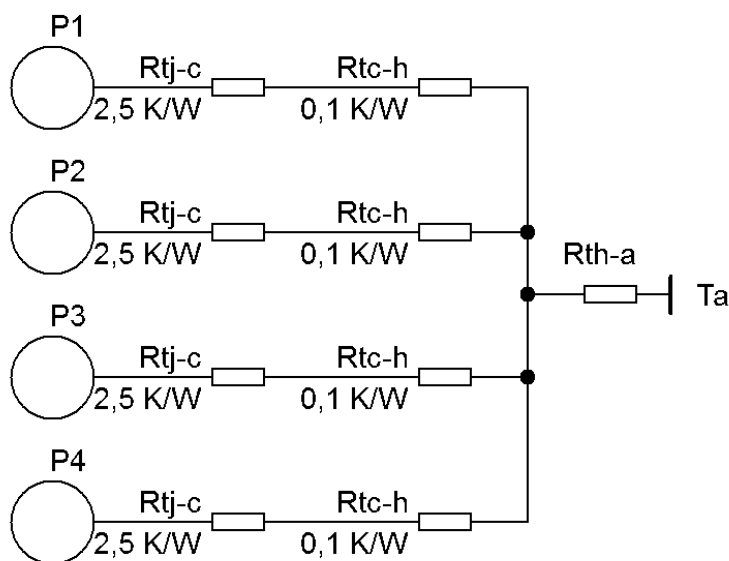 P1
Rtj-c
Rtc-h
2,5 K/W
0,1 K/W
P2
Rtj-c
Rtc-h
2,5 K/W
0,1 K/W
Rth-a
Ta
P3
Rtj-c
Rtc-h
2,5 K/W
0,1 K/W
P4
Rtj-c
Rtc-h
2,5 K/W
0,1 K/W